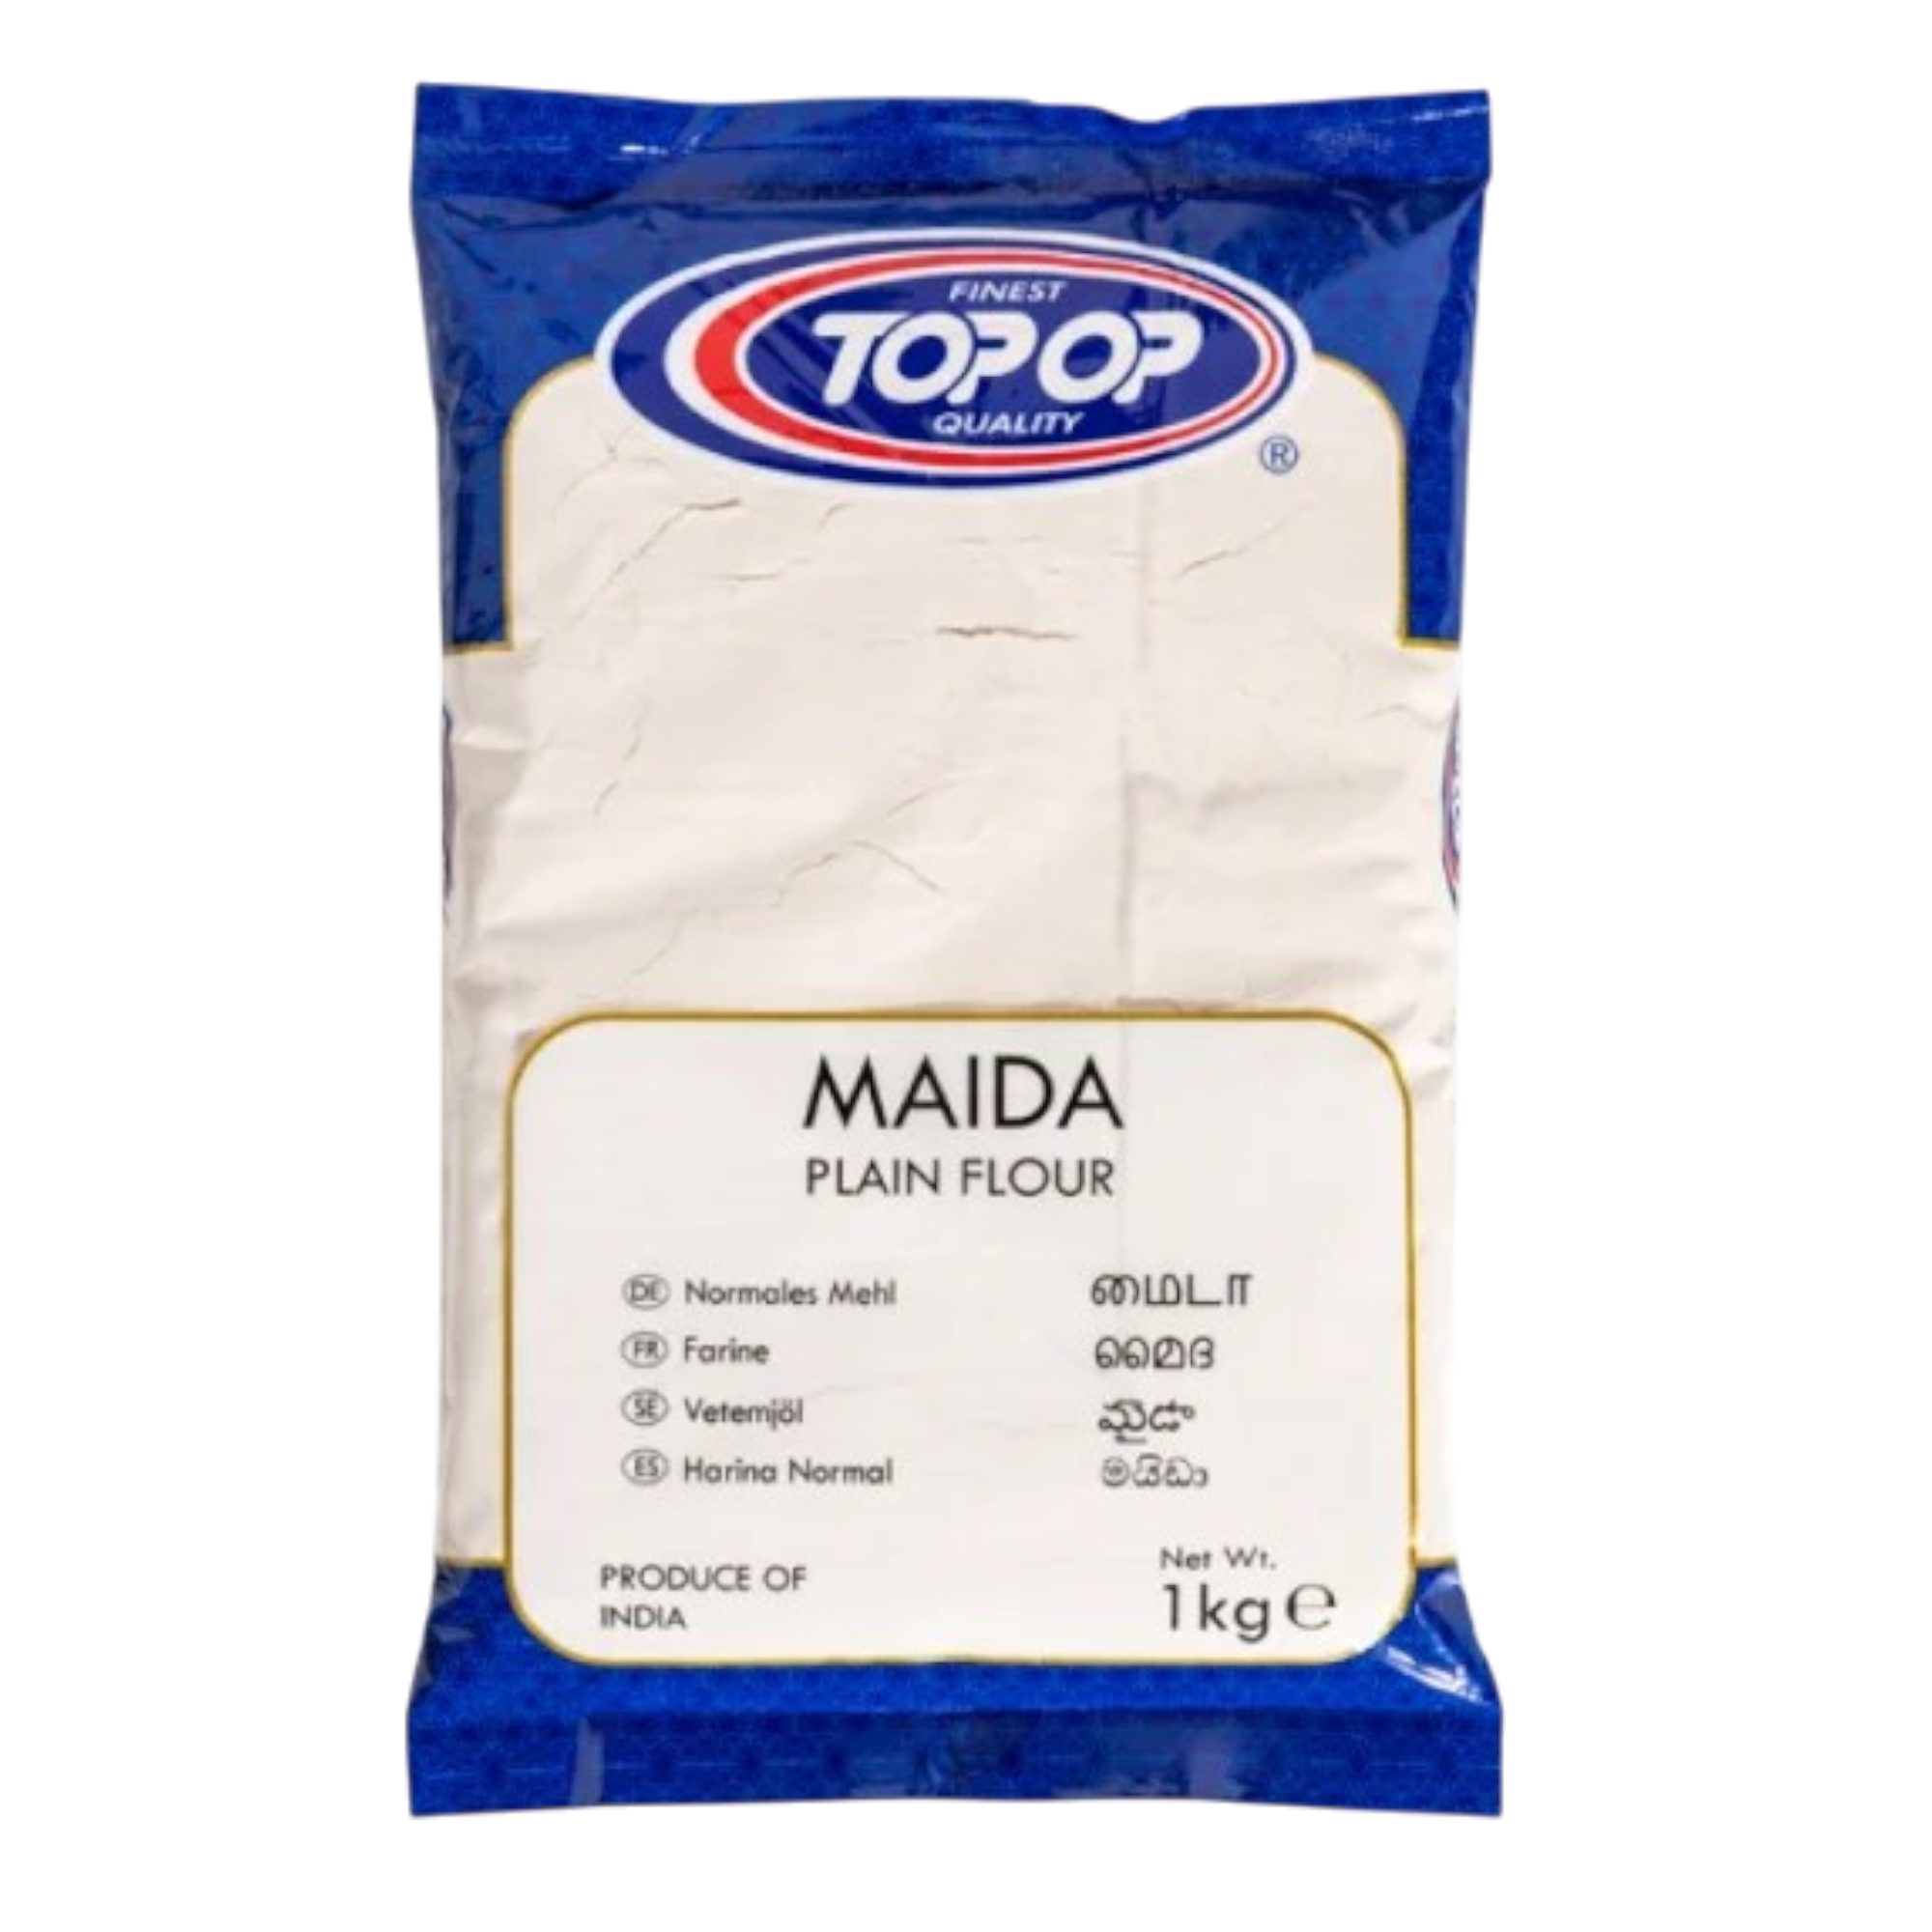 FINEST
TOPOP
QUALITY
®
MAIDA
PLAIN FLOUR
DE Normales Mehl
FR Farine
SE Vetemjöl
ES Harina Normal
மைடா
മൈദ
మైడా
මයිඩා
PRODUCE OF
INDIA
Net Wt.
1kg e